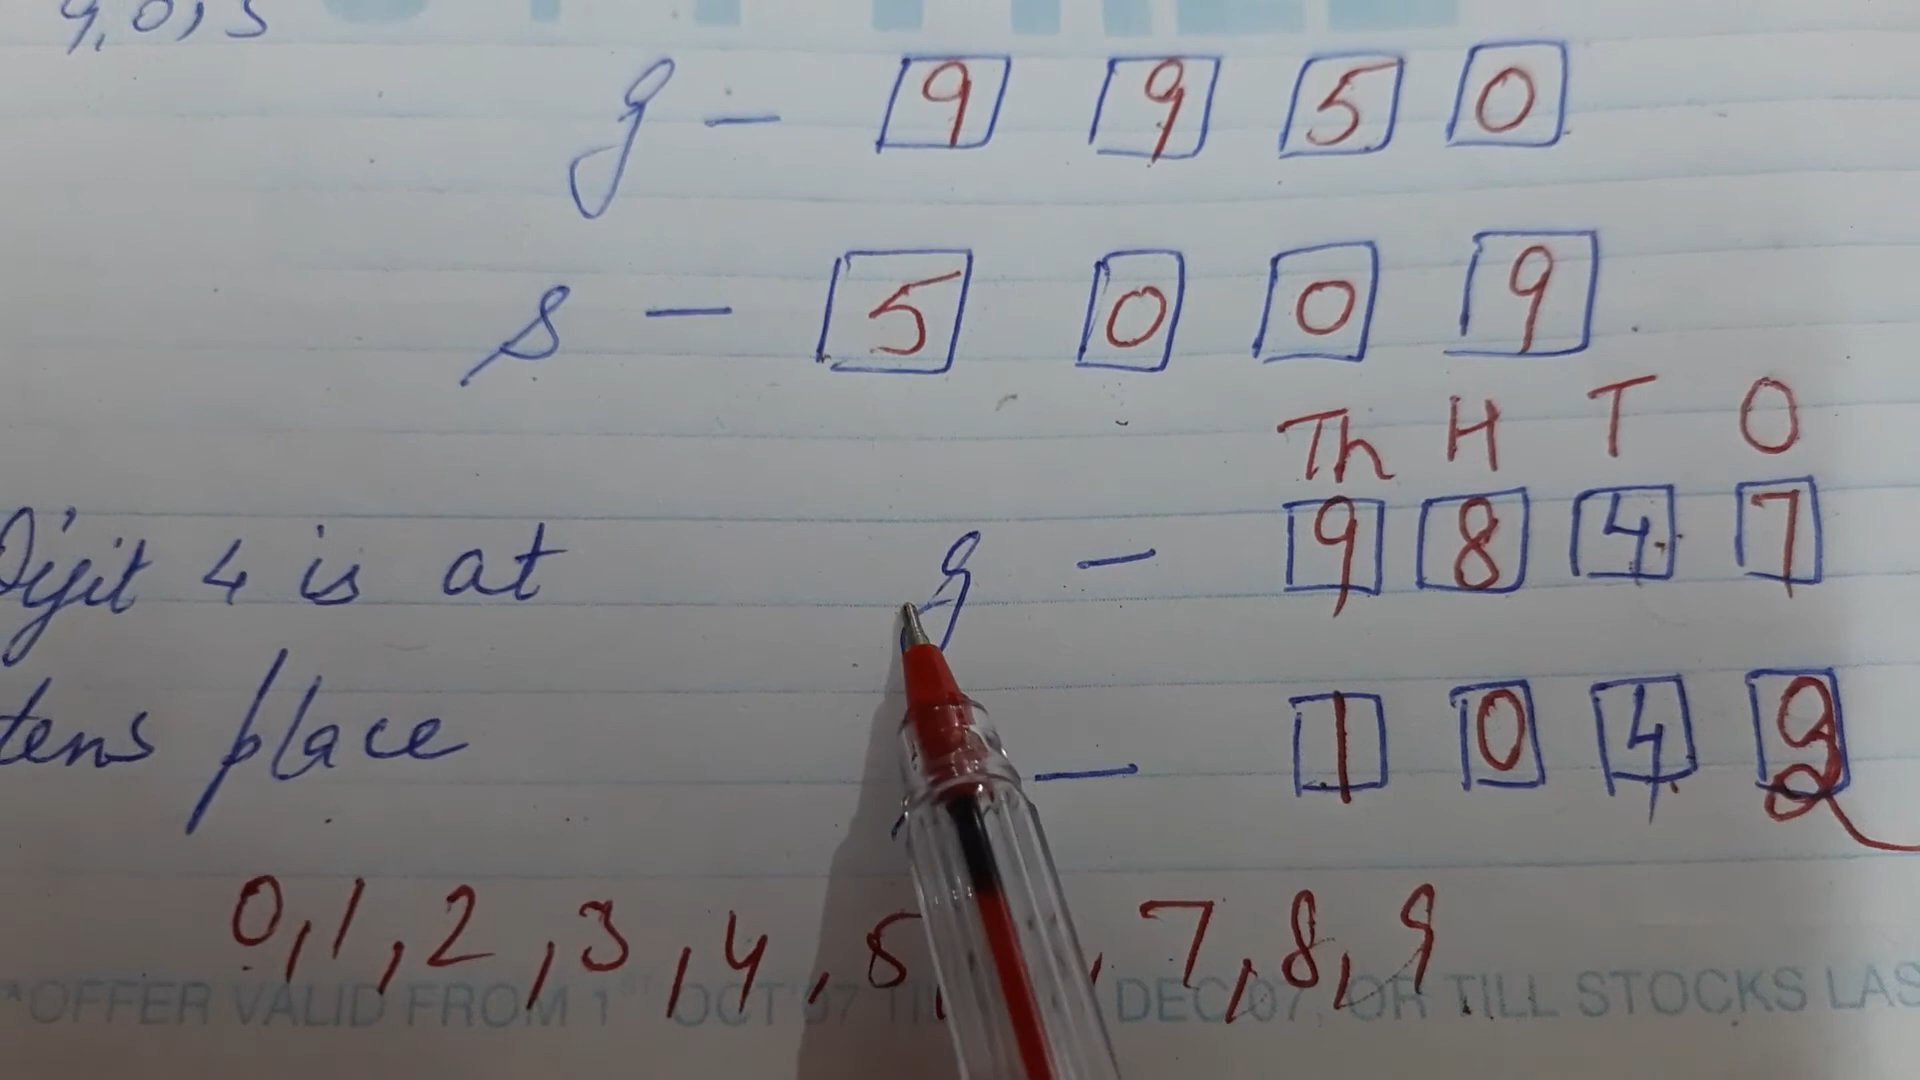 9, 0, 5
g - 9 9 5 0
s - 5 0 0 9
Th H T O
Digit 4 is at g - 9 8 4 7
tens place - 1 0 4 2
0, 1, 2, 3, 4, 5, , 7, 8, 9
*OFFER VALID FROM 1ST OCT'07 DEC'07, OR TILL STOCKS LAS